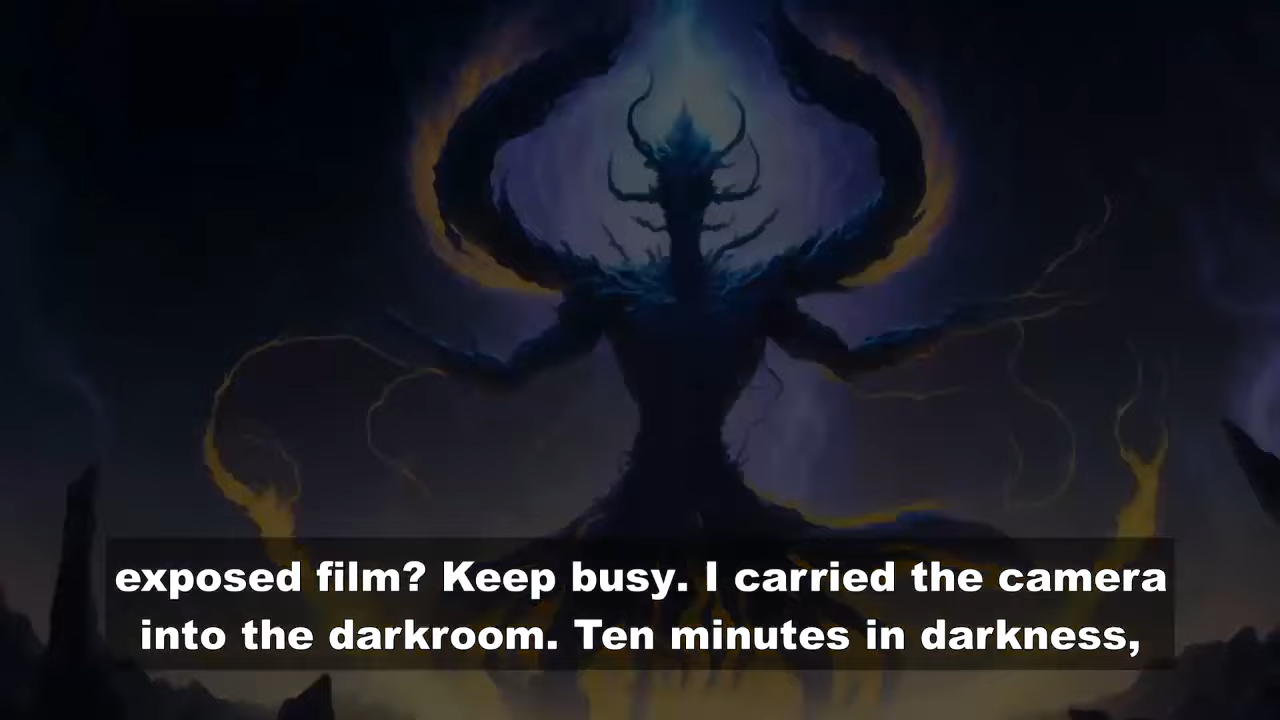 exposed film? Keep busy. I carried the camera
into the darkroom. Ten minutes in darkness,